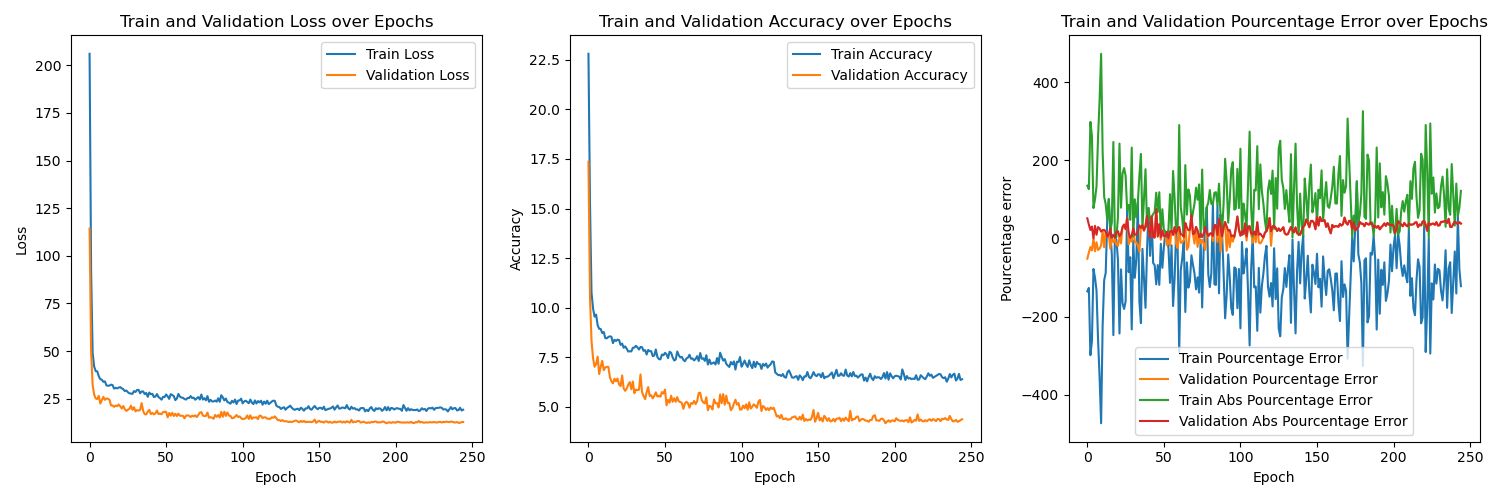 Train and Validation Loss over Epochs
Loss
200
175
150
125
100
75
50
25
Train Loss
Validation Loss
0
50
100
150
200
250
Epoch
Train and Validation Accuracy over Epochs
Accuracy
22.5
20.0
17.5
15.0
12.5
10.0
7.5
5.0
Train Accuracy
Validation Accuracy
0
50
100
150
200
250
Epoch
Train and Validation Pourcentage Error over Epochs
Pourcentage error
400
200
0
−200
−400
Train Pourcentage Error
Validation Pourcentage Error
Train Abs Pourcentage Error
Validation Abs Pourcentage Error
0
50
100
150
200
250
Epoch